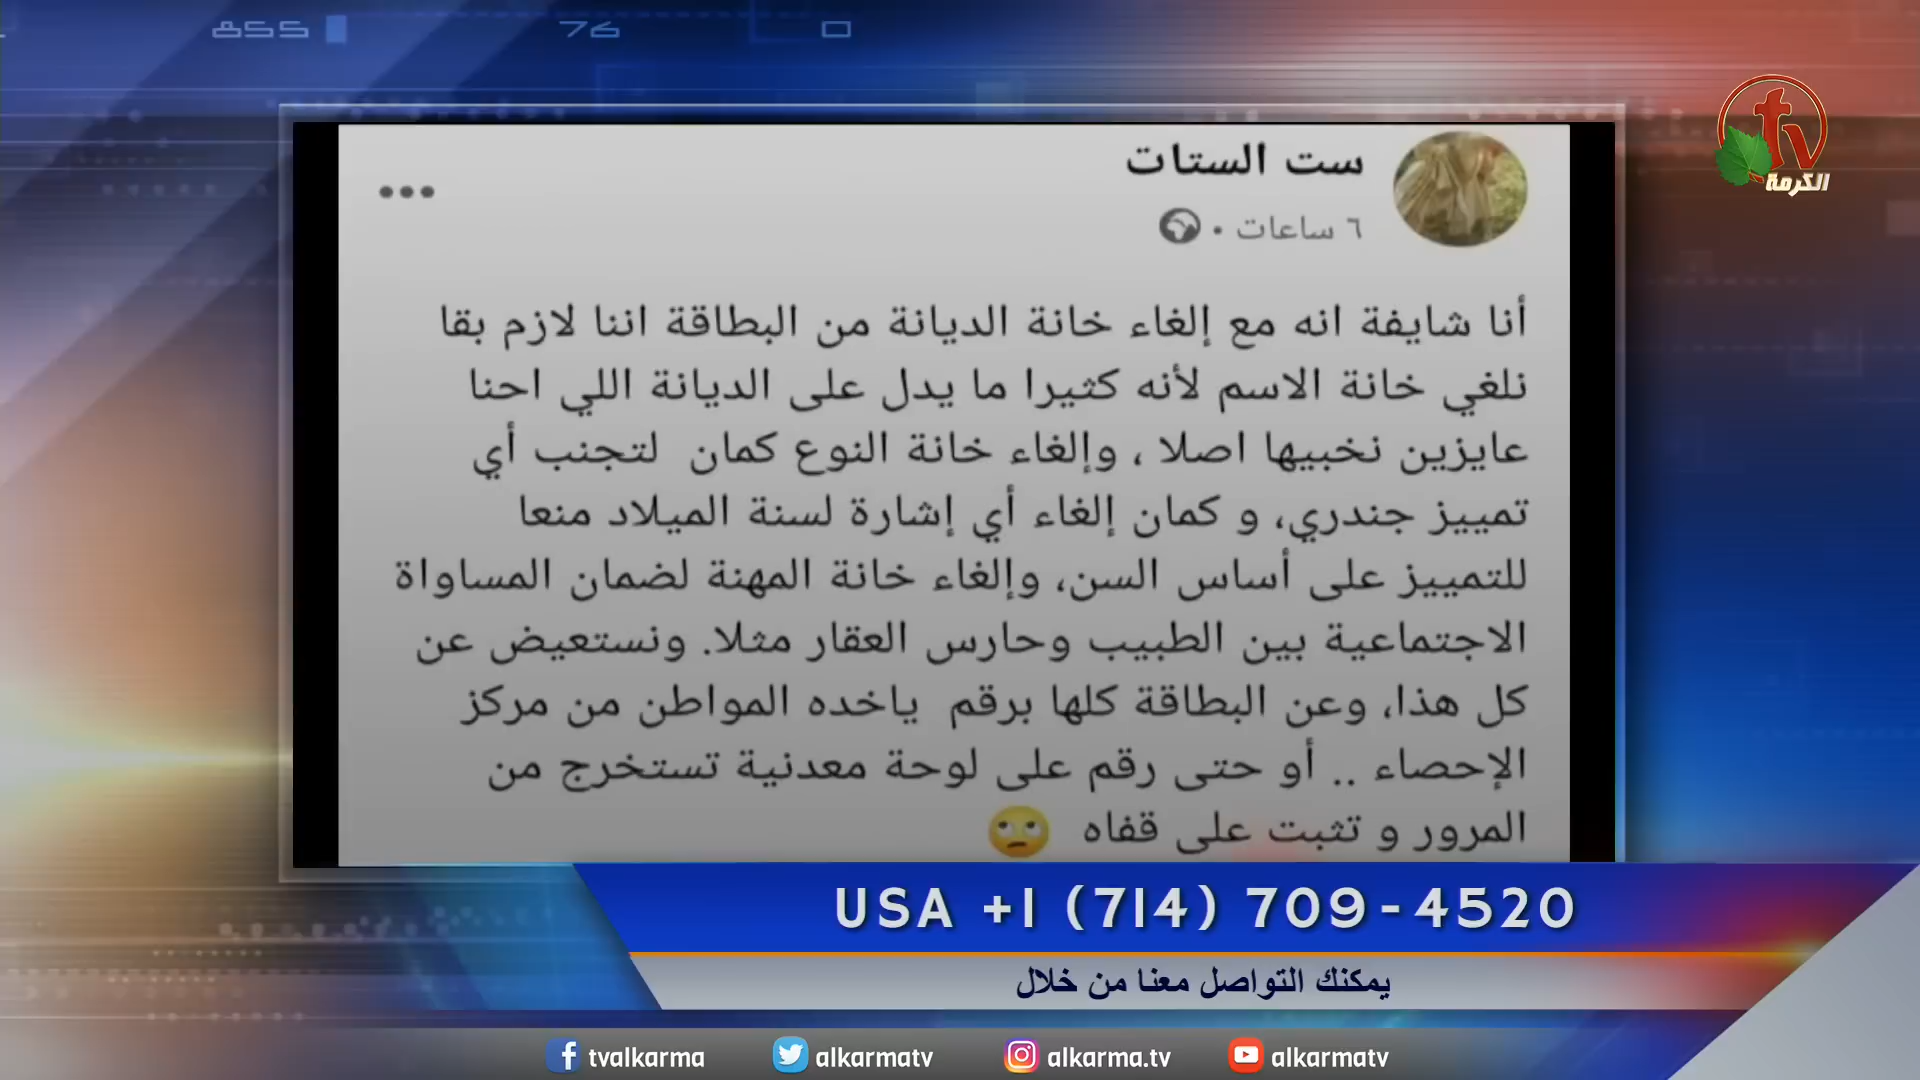 855
76
0
tv
الكرمة
ست الستات
٦ ساعات
أنا شايفة انه مع إلغاء خانة الديانة من البطاقة اننا لازم بقا
نلغي خانة الاسم لأنه كثيرا ما يدل على الديانة اللي احنا
عايزين نخبيها اصلا ، وإلغاء خانة النوع كمان لتجنب أي
تمييز جندري، و كمان إلغاء أي إشارة لسنة الميلاد منعا
للتمييز على أساس السن، وإلغاء خانة المهنة لضمان المساواة
الاجتماعية بين الطبيب وحارس العقار مثلا. ونستعيض عن
كل هذا، وعن البطاقة كلها برقم ياخده المواطن من مركز
الإحصاء .. أو حتى رقم على لوحة معدنية تستخرج من
المرور و تثبت على قفاه 🙄
USA +1 (714) 709-4520
يمكنك التواصل معنا من خلال
tvalkarma
alkarmatv
alkarma.tv
alkarmatv